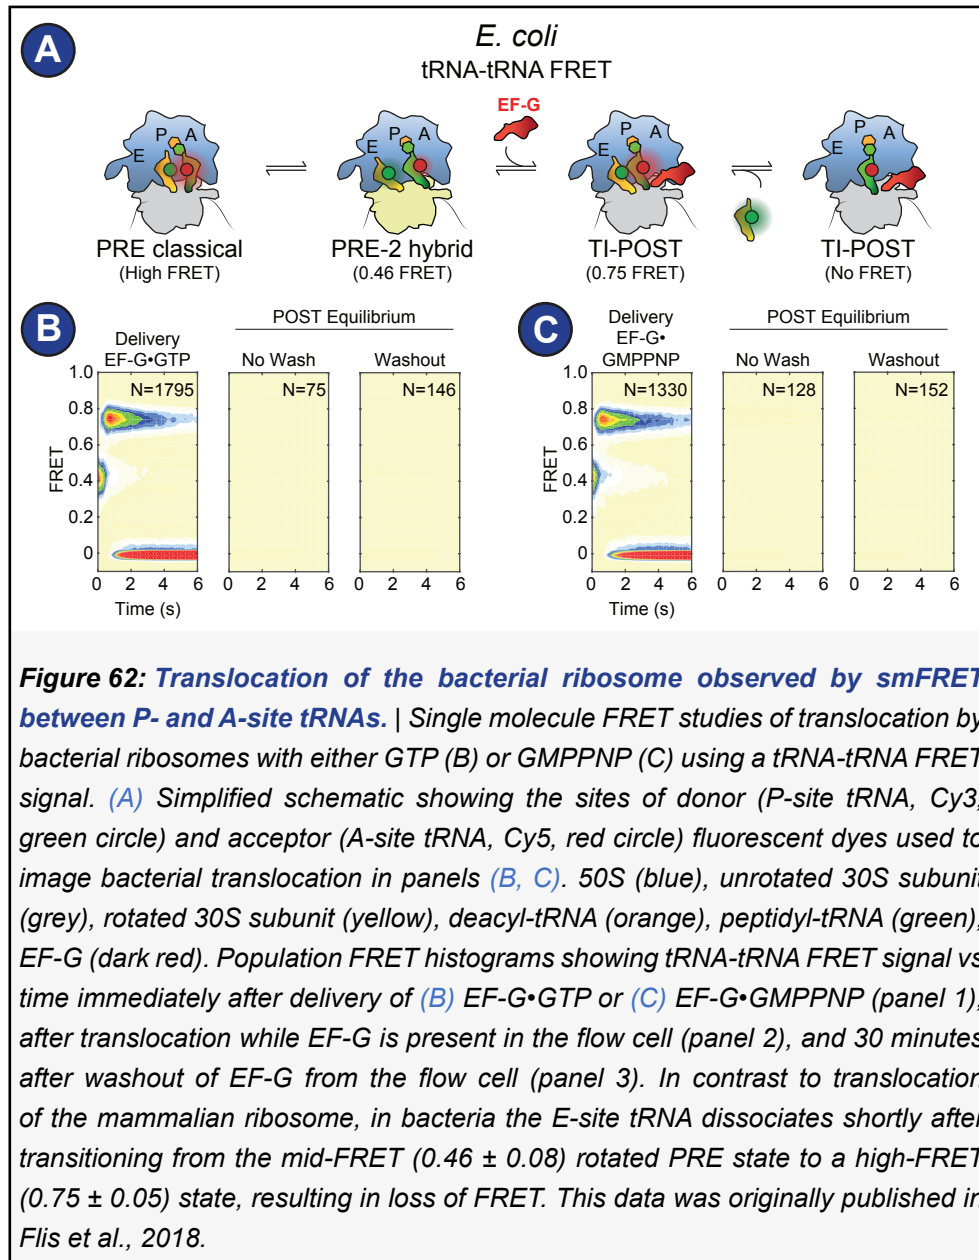 A
E. coli
tRNA-tRNA FRET
EF-G
E P A
E P A
E P A
E P A
PRE classical
(High FRET)
PRE-2 hybrid
(0.46 FRET)
TI-POST
(0.75 FRET)
TI-POST
(No FRET)
B
Delivery
EF-G•GTP
POST Equilibrium
No Wash
Washout
N=1795
N=75
N=146
FRET
1.0
0.8
0.6
0.4
0.2
0
0 2 4 6
0 2 4 6
0 2 4 6
Time (s)
C
Delivery
EF-G•
GMPPNP
POST Equilibrium
No Wash
Washout
N=1330
N=128
N=152
FRET
1.0
0.8
0.6
0.4
0.2
0
0 2 4 6
0 2 4 6
0 2 4 6
Time (s)
Figure 62: Translocation of the bacterial ribosome observed by smFRET
between P- and A-site tRNAs. | Single molecule FRET studies of translocation by
bacterial ribosomes with either GTP (B) or GMPPNP (C) using a tRNA-tRNA FRET
signal. (A) Simplified schematic showing the sites of donor (P-site tRNA, Cy3,
green circle) and acceptor (A-site tRNA, Cy5, red circle) fluorescent dyes used to
image bacterial translocation in panels (B, C). 50S (blue), unrotated 30S subunit
(grey), rotated 30S subunit (yellow), deacyl-tRNA (orange), peptidyl-tRNA (green),
EF-G (dark red). Population FRET histograms showing tRNA-tRNA FRET signal vs
time immediately after delivery of (B) EF-G•GTP or (C) EF-G•GMPPNP (panel 1),
after translocation while EF-G is present in the flow cell (panel 2), and 30 minutes
after washout of EF-G from the flow cell (panel 3). In contrast to translocation
of the mammalian ribosome, in bacteria the E-site tRNA dissociates shortly after
transitioning from the mid-FRET (0.46 ± 0.08) rotated PRE state to a high-FRET
(0.75 ± 0.05) state, resulting in loss of FRET. This data was originally published in
Flis et al., 2018.